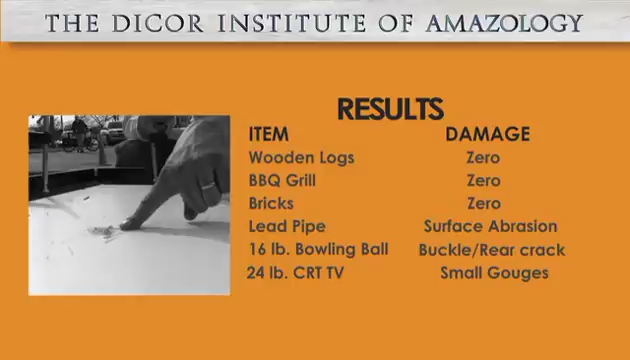 THE DICOR INSTITUTE OF AMAZOLOGY
RESULTS
ITEM DAMAGE
Wooden Logs Zero
BBQ Grill Zero
Bricks Zero
Lead Pipe Surface Abrasion
16 lb. Bowling Ball Buckle/Rear crack
24 lb. CRT TV Small Gouges